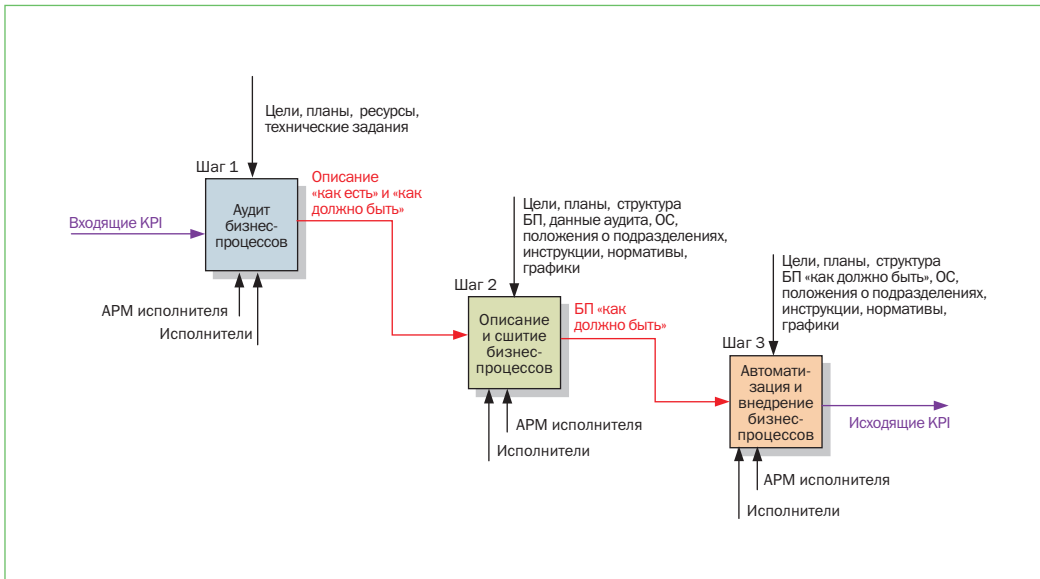 Цели, планы, ресурсы,
технические задания
Шаг 1
Описание
«как есть» и «как
должно быть»
Входящие KPI
Аудит
бизнес-
процессов
АРМ исполнителя
Исполнители
Цели, планы, структура
БП, данные аудита, ОС,
положения о подразделениях,
инструкции, нормативы,
графики
Шаг 2
Описание
и сшитие
бизнес-
процессов
БП «как
должно быть»
АРМ исполнителя
Исполнители
Цели, планы, структура
БП «как должно быть», ОС,
положения о подразделениях,
инструкции, нормативы,
графики
Шаг 3
Автомати-
зация и
внедрение
бизнес-
процессов
Исходящие KPI
АРМ исполнителя
Исполнители